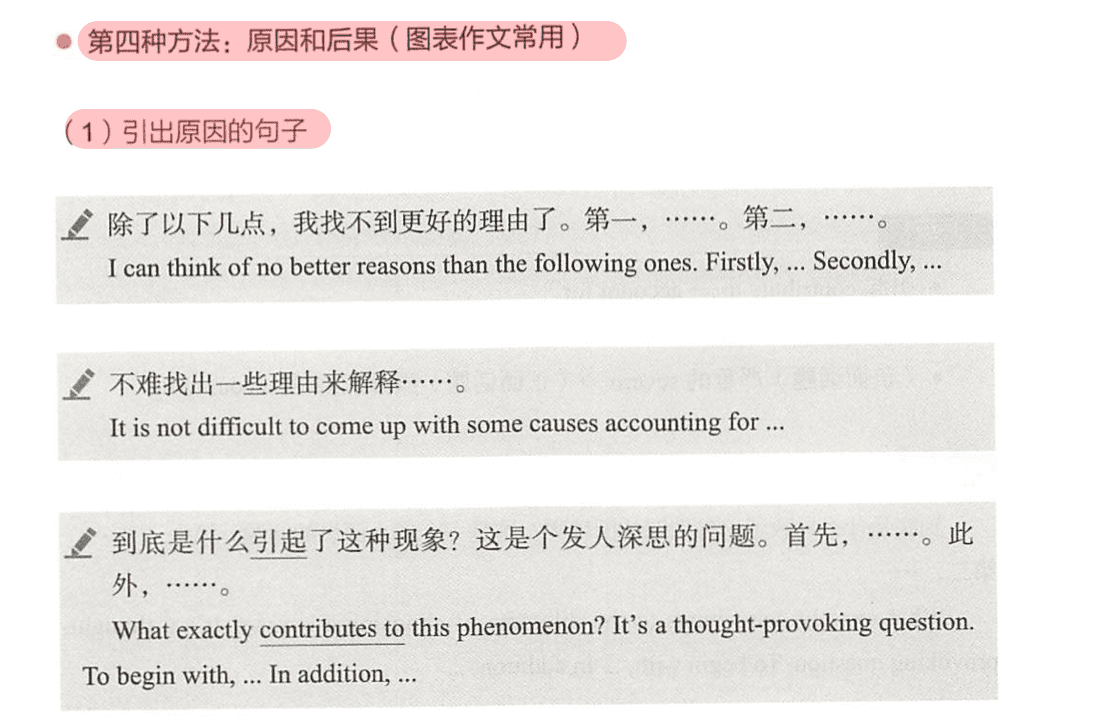 ● 第四种方法：原因和后果（图表作文常用）
（1）引出原因的句子
除了以下几点，我找不到更好的理由了。第一，……。第二，……。
I can think of no better reasons than the following ones. Firstly, ... Secondly, ...
不难找出一些理由来解释……。
It is not difficult to come up with some causes accounting for ...
到底是什么引起了这种现象？这是个发人深思的问题。首先，……。此
外，……。
What exactly contributes to this phenomenon? It's a thought-provoking question.
To begin with, ... In addition, ...